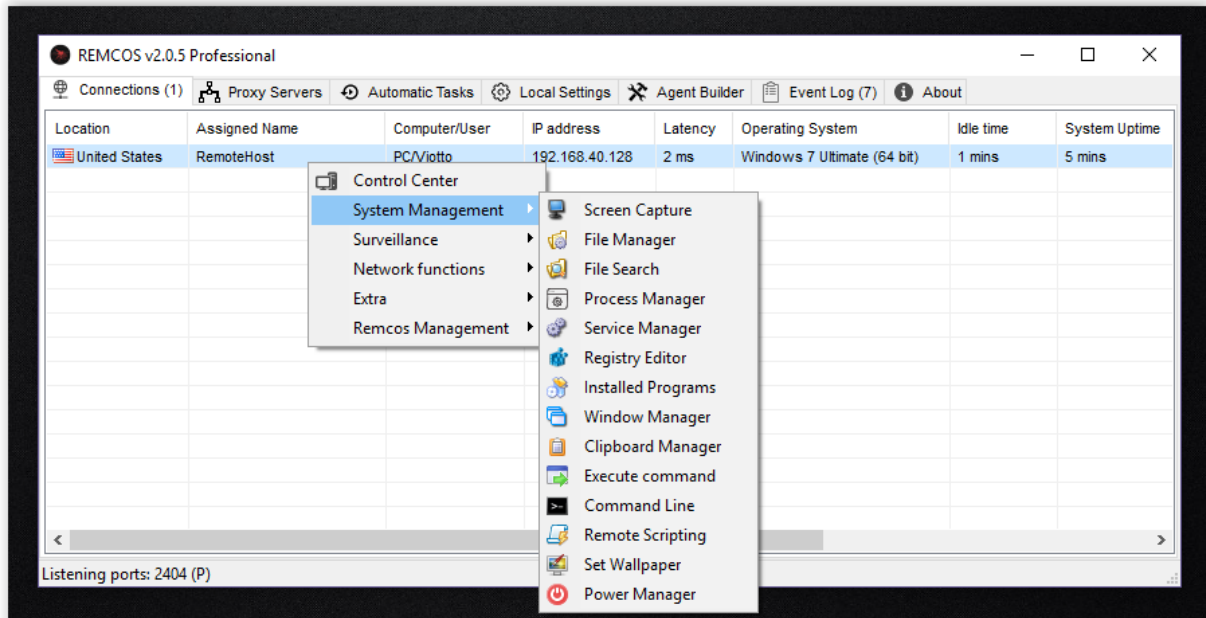 REMCOS v2.0.5 Professional
Connections (1) Proxy Servers Automatic Tasks Local Settings Agent Builder Event Log (7) About
Location Assigned Name Computer/User IP address Latency Operating System Idle time System Uptime
United States RemoteHost PC/Viotto 192.168.40.128 2 ms Windows 7 Ultimate (64 bit) 1 mins 5 mins
Control Center
System Management
Surveillance
Network functions
Extra
Remcos Management
Screen Capture
File Manager
File Search
Process Manager
Service Manager
Registry Editor
Installed Programs
Window Manager
Clipboard Manager
Execute command
Command Line
Remote Scripting
Set Wallpaper
Power Manager
Listening ports: 2404 (P)